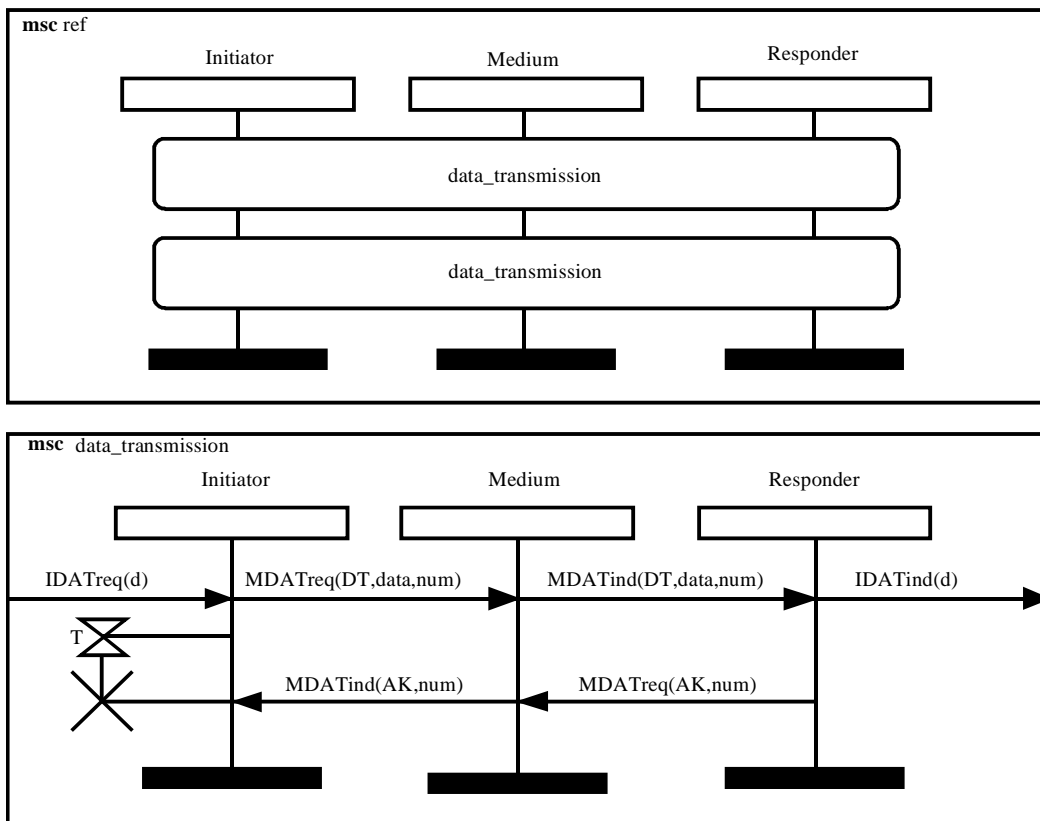 msc ref
Initiator Medium Responder
data_transmission
data_transmission
msc data_transmission
Initiator Medium Responder
IDATreq(d) MDATreq(DT,data,num) MDATind(DT,data,num) IDATind(d)
T
MDATind(AK,num) MDATreq(AK,num)